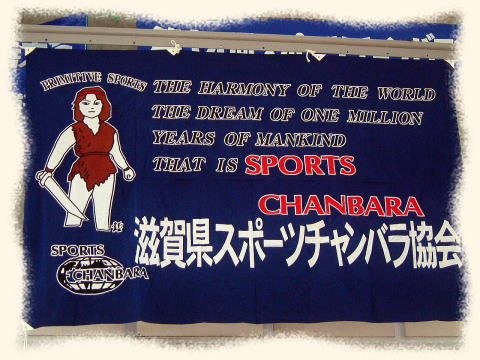 PRIMITIVE SPORTS
THE HARMONY OF THE WORLD
THE DREAM OF ONE MILLION
YEARS OF MANKIND
THAT IS SPORTS
CHANBARA
滋賀県スポーツチャンバラ協会
SPORTS
CHANBARA